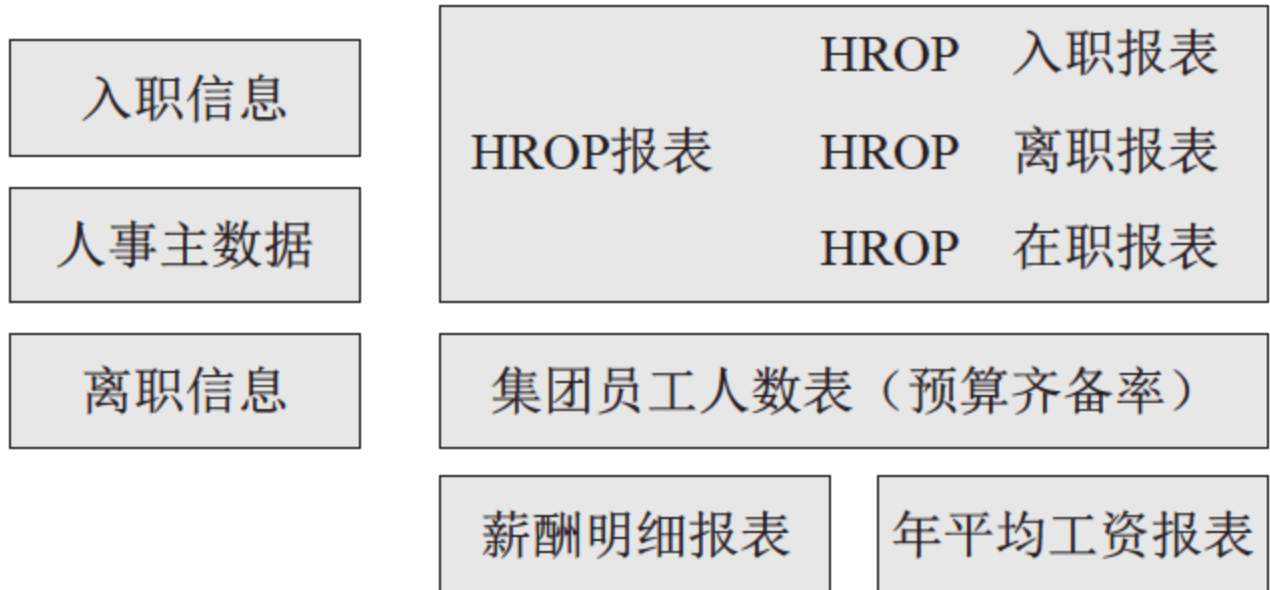 入职信息
人事主数据
离职信息
HROP 入职报表
HROP报表 HROP 离职报表
HROP 在职报表
集团员工人数表（预算齐备率）
薪酬明细报表
年平均工资报表